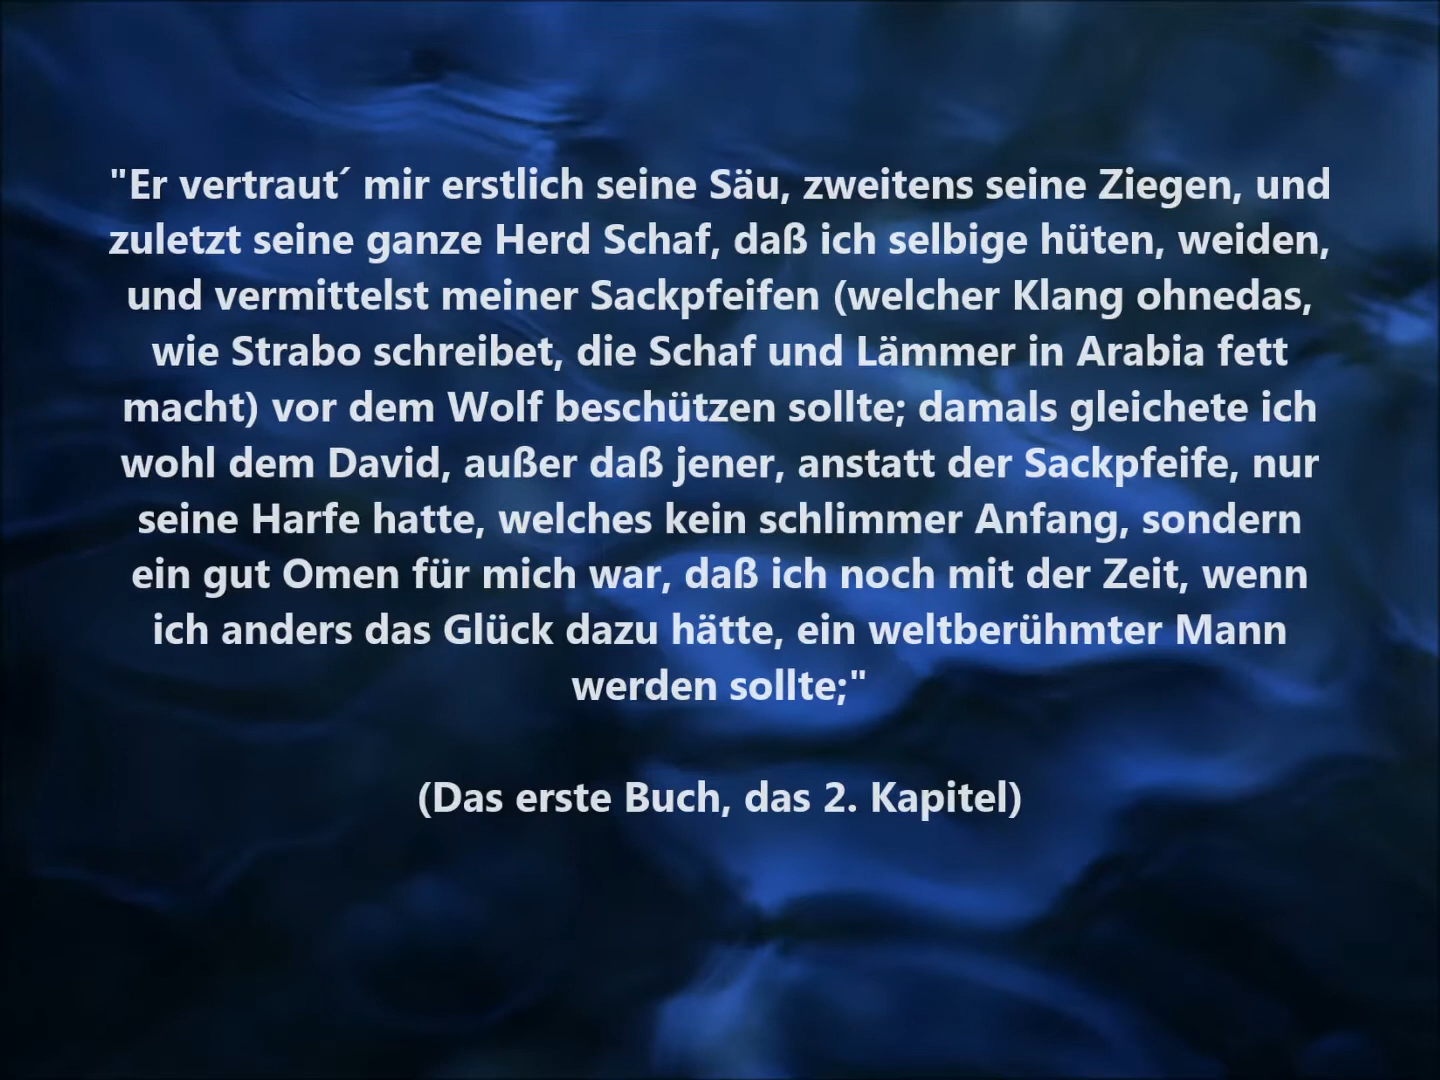 "Er vertraut´ mir erstlich seine Säu, zweitens seine Ziegen, und
zuletzt seine ganze Herd Schaf, daß ich selbige hüten, weiden,
und vermittelst meiner Sackpfeifen (welcher Klang ohnedas,
wie Strabo schreibet, die Schaf und Lämmer in Arabia fett
macht) vor dem Wolf beschützen sollte; damals gleichete ich
wohl dem David, außer daß jener, anstatt der Sackpfeife, nur
seine Harfe hatte, welches kein schlimmer Anfang, sondern
ein gut Omen für mich war, daß ich noch mit der Zeit, wenn
ich anders das Glück dazu hätte, ein weltberühmter Mann
werden sollte;"
(Das erste Buch, das 2. Kapitel)